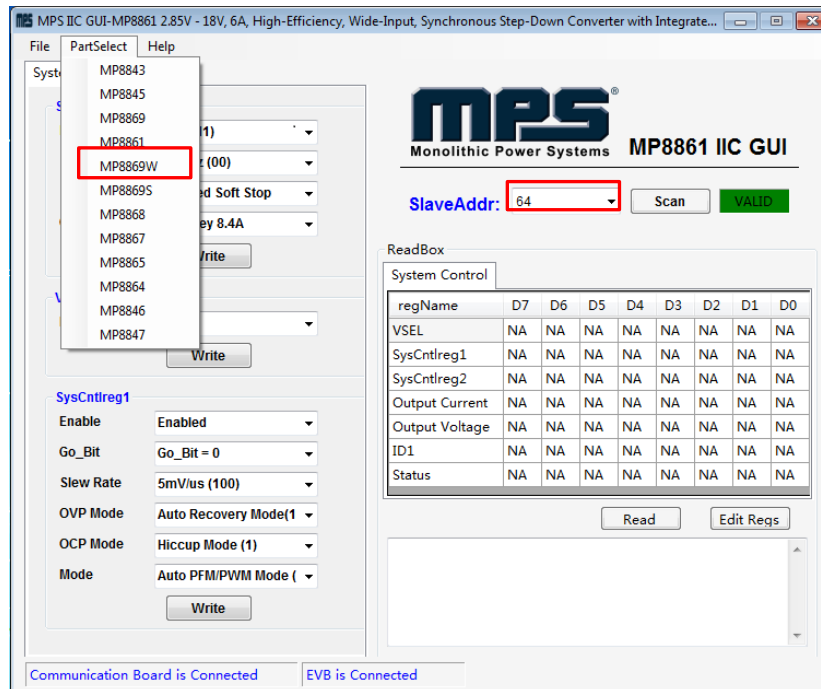 MPS IIC GUI-MP8861 2.85V - 18V, 6A, High-Efficiency, Wide-Input, Synchronous Step-Down Converter with Integrate...
File PartSelect Help
Syst
MP8843
MP8845
MP8869
MP8861
MP8869W
MP8869S
MP8868
MP8867
MP8865
MP8864
MP8846
MP8847
S
l1)
(00)
ed Soft Stop
ey 8.4A
Write
V
Write
SysCntlreg1
Enable Enabled
Go_Bit Go_Bit = 0
Slew Rate 5mV/us (100)
OVP Mode Auto Recovery Mode(1
OCP Mode Hiccup Mode (1)
Mode Auto PFM/PWM Mode (
Write
mps®
Monolithic Power Systems MP8861 IIC GUI
SlaveAddr: 64 Scan VALID
ReadBox
System Control
regName D7 D6 D5 D4 D3 D2 D1 D0
VSEL NA NA NA NA NA NA NA NA
SysCntlreg1 NA NA NA NA NA NA NA NA
SysCntlreg2 NA NA NA NA NA NA NA NA
Output Current NA NA NA NA NA NA NA NA
Output Voltage NA NA NA NA NA NA NA NA
ID1 NA NA NA NA NA NA NA NA
Status NA NA NA NA NA NA NA NA
Read Edit Regs
Communication Board is Connected EVB is Connected